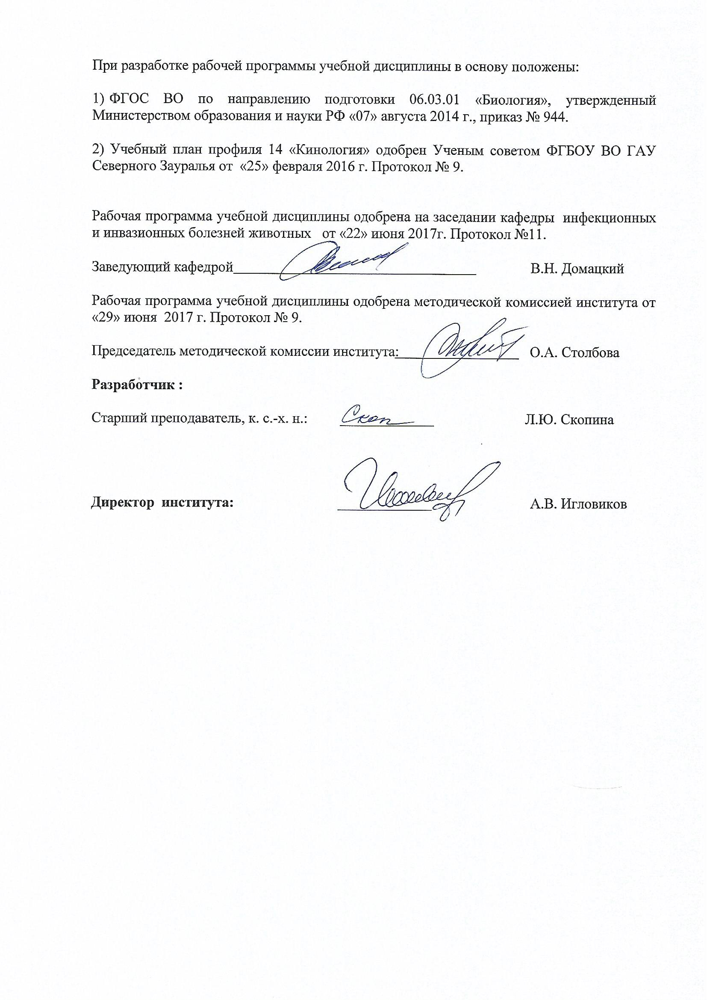 При разработке рабочей программы учебной дисциплины в основу положены:
1) ФГОС ВО по направлению подготовки 06.03.01 «Биология», утвержденный
Министерством образования и науки РФ «07» августа 2014 г., приказ № 944.
2) Учебный план профиля 14 «Кинология» одобрен Ученым советом ФГБОУ ВО ГАУ
Северного Зауралья от «25» февраля 2016 г. Протокол № 9.
Рабочая программа учебной дисциплины одобрена на заседании кафедры инфекционных
и инвазионных болезней животных от «22» июня 2017г. Протокол №11.
Заведующий кафедрой В.Н. Домацкий
Рабочая программа учебной дисциплины одобрена методической комиссией института от
«29» июня 2017 г. Протокол № 9.
Председатель методической комиссии института: О.А. Столбова
Разработчик :
Старший преподаватель, к. с.-х. н.: Скоп Л.Ю. Скопина
Директор института: А.В. Игловиков